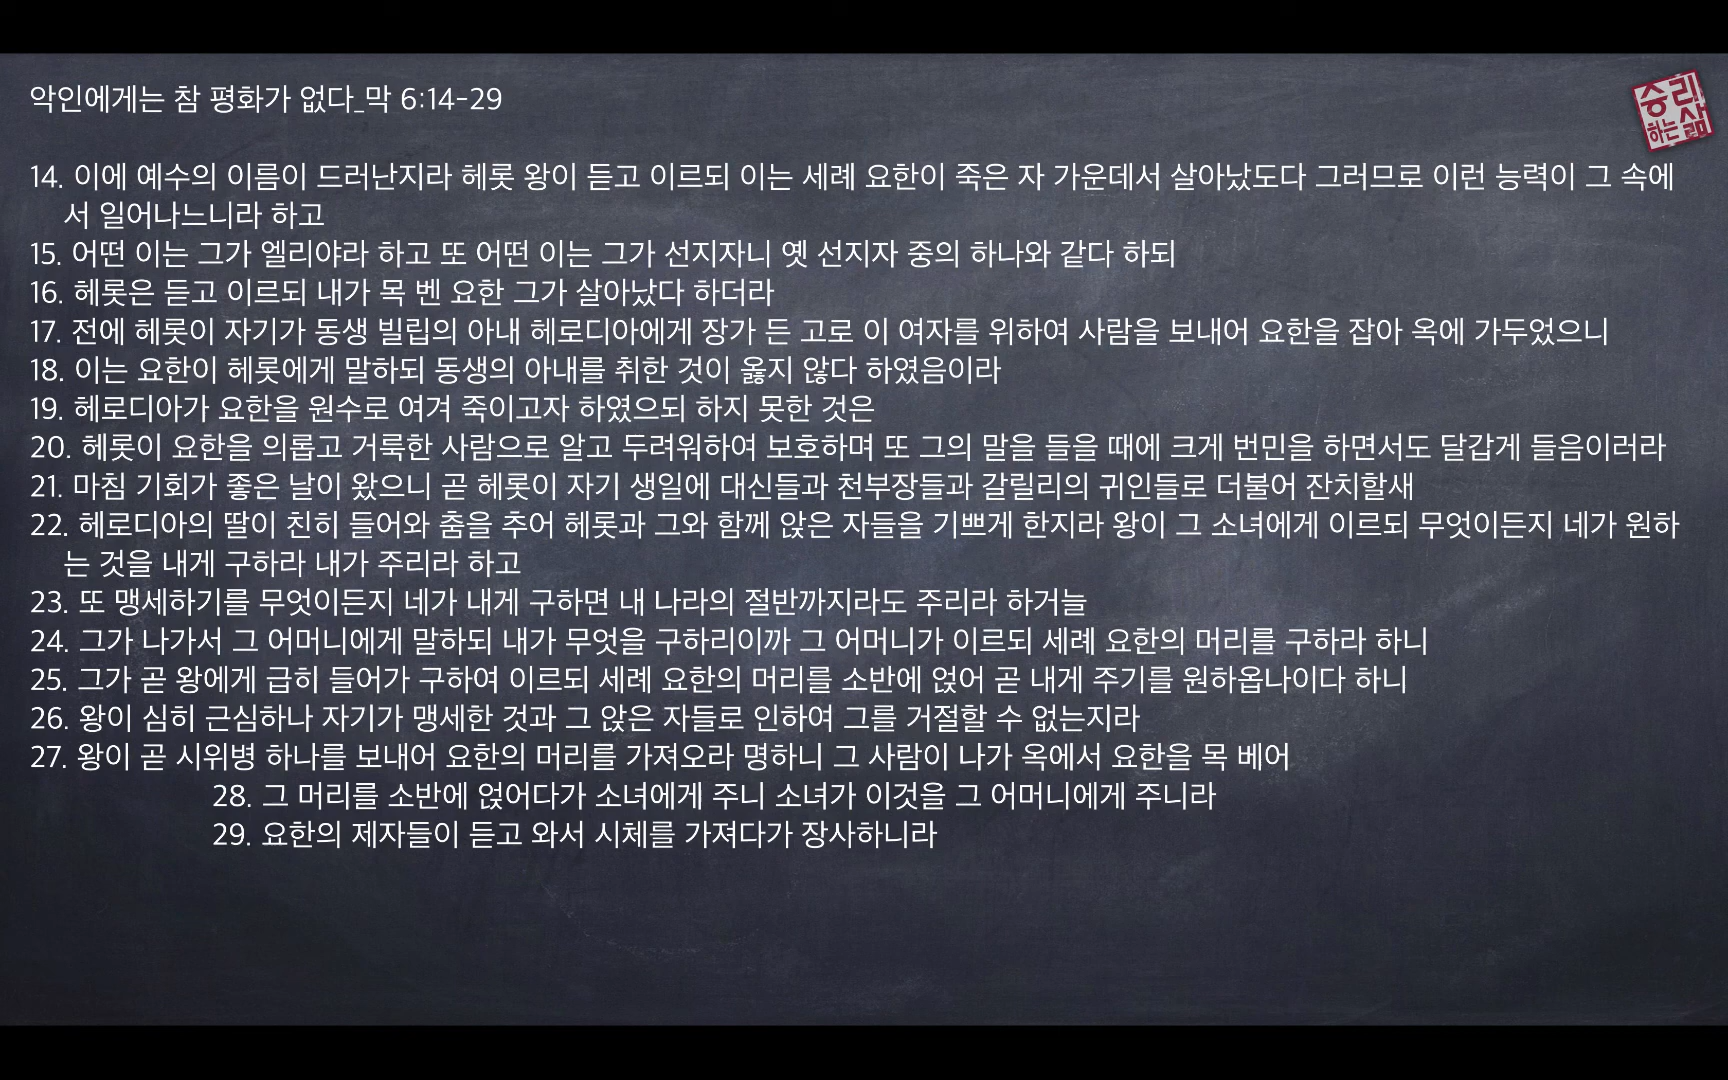 악인에게는 참 평화가 없다_막 6:14-29
승리
하는 삶
14. 이에 예수의 이름이 드러난지라 헤롯 왕이 듣고 이르되 이는 세례 요한이 죽은 자 가운데서 살아났도다 그러므로 이런 능력이 그 속에
서 일어나느니라 하고
15. 어떤 이는 그가 엘리야라 하고 또 어떤 이는 그가 선지자니 옛 선지자 중의 하나와 같다 하되
16. 헤롯은 듣고 이르되 내가 목 벤 요한 그가 살아났다 하더라
17. 전에 헤롯이 자기가 동생 빌립의 아내 헤로디아에게 장가 든 고로 이 여자를 위하여 사람을 보내어 요한을 잡아 옥에 가두었으니
18. 이는 요한이 헤롯에게 말하되 동생의 아내를 취한 것이 옳지 않다 하였음이라
19. 헤로디아가 요한을 원수로 여겨 죽이고자 하였으되 하지 못한 것은
20. 헤롯이 요한을 의롭고 거룩한 사람으로 알고 두려워하여 보호하며 또 그의 말을 들을 때에 크게 번민을 하면서도 달갑게 들음이러라
21. 마침 기회가 좋은 날이 왔으니 곧 헤롯이 자기 생일에 대신들과 천부장들과 갈릴리의 귀인들로 더불어 잔치할새
22. 헤로디아의 딸이 친히 들어와 춤을 추어 헤롯과 그와 함께 앉은 자들을 기쁘게 한지라 왕이 그 소녀에게 이르되 무엇이든지 네가 원하
는 것을 내게 구하라 내가 주리라 하고
23. 또 맹세하기를 무엇이든지 네가 내게 구하면 내 나라의 절반까지라도 주리라 하거늘
24. 그가 나가서 그 어머니에게 말하되 내가 무엇을 구하리이까 그 어머니가 이르되 세례 요한의 머리를 구하라 하니
25. 그가 곧 왕에게 급히 들어가 구하여 이르되 세례 요한의 머리를 소반에 얹어 곧 내게 주기를 원하옵나이다 하니
26. 왕이 심히 근심하나 자기가 맹세한 것과 그 앉은 자들로 인하여 그를 거절할 수 없는지라
27. 왕이 곧 시위병 하나를 보내어 요한의 머리를 가져오라 명하니 그 사람이 나가 옥에서 요한을 목 베어
28. 그 머리를 소반에 얹어다가 소녀에게 주니 소녀가 이것을 그 어머니에게 주니라
29. 요한의 제자들이 듣고 와서 시체를 가져다가 장사하니라